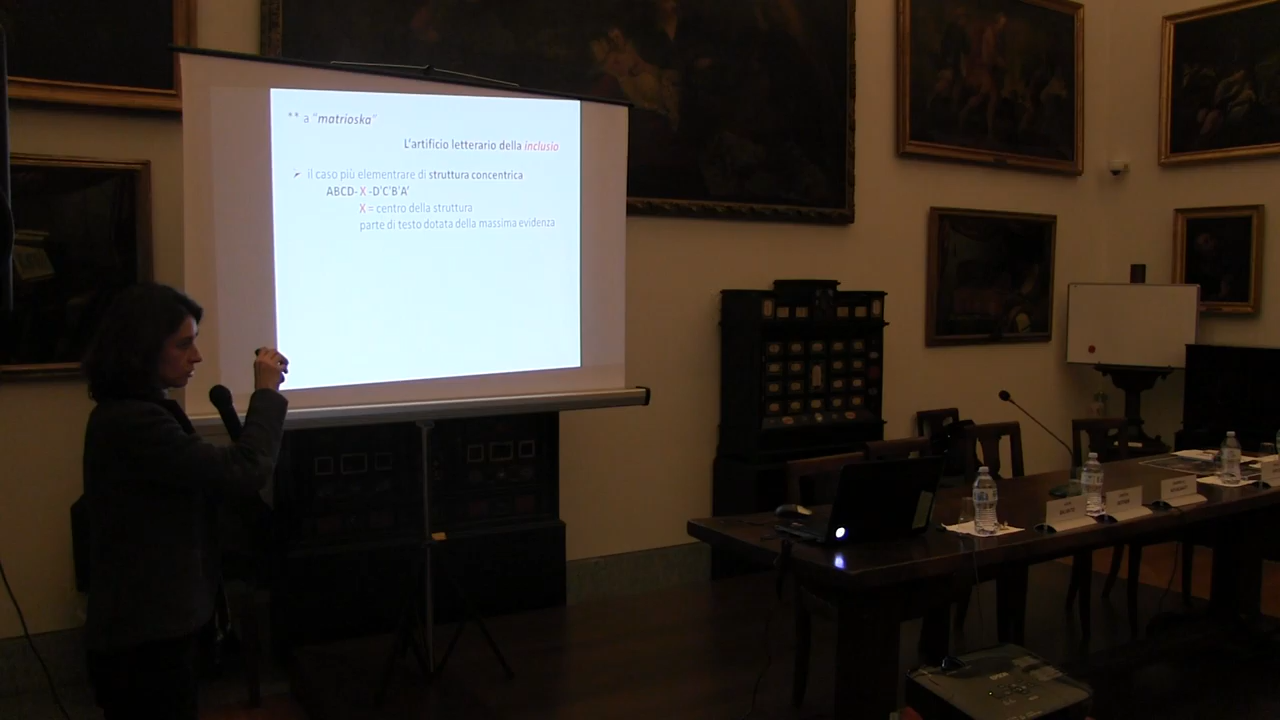 ** a "matrioska"
L'artificio letterario della inclusio
➢ il caso più elementrare di struttura concentrica
ABCD- X -D'C'B'A'
X = centro della struttura
parte di testo dotata della massima evidenza